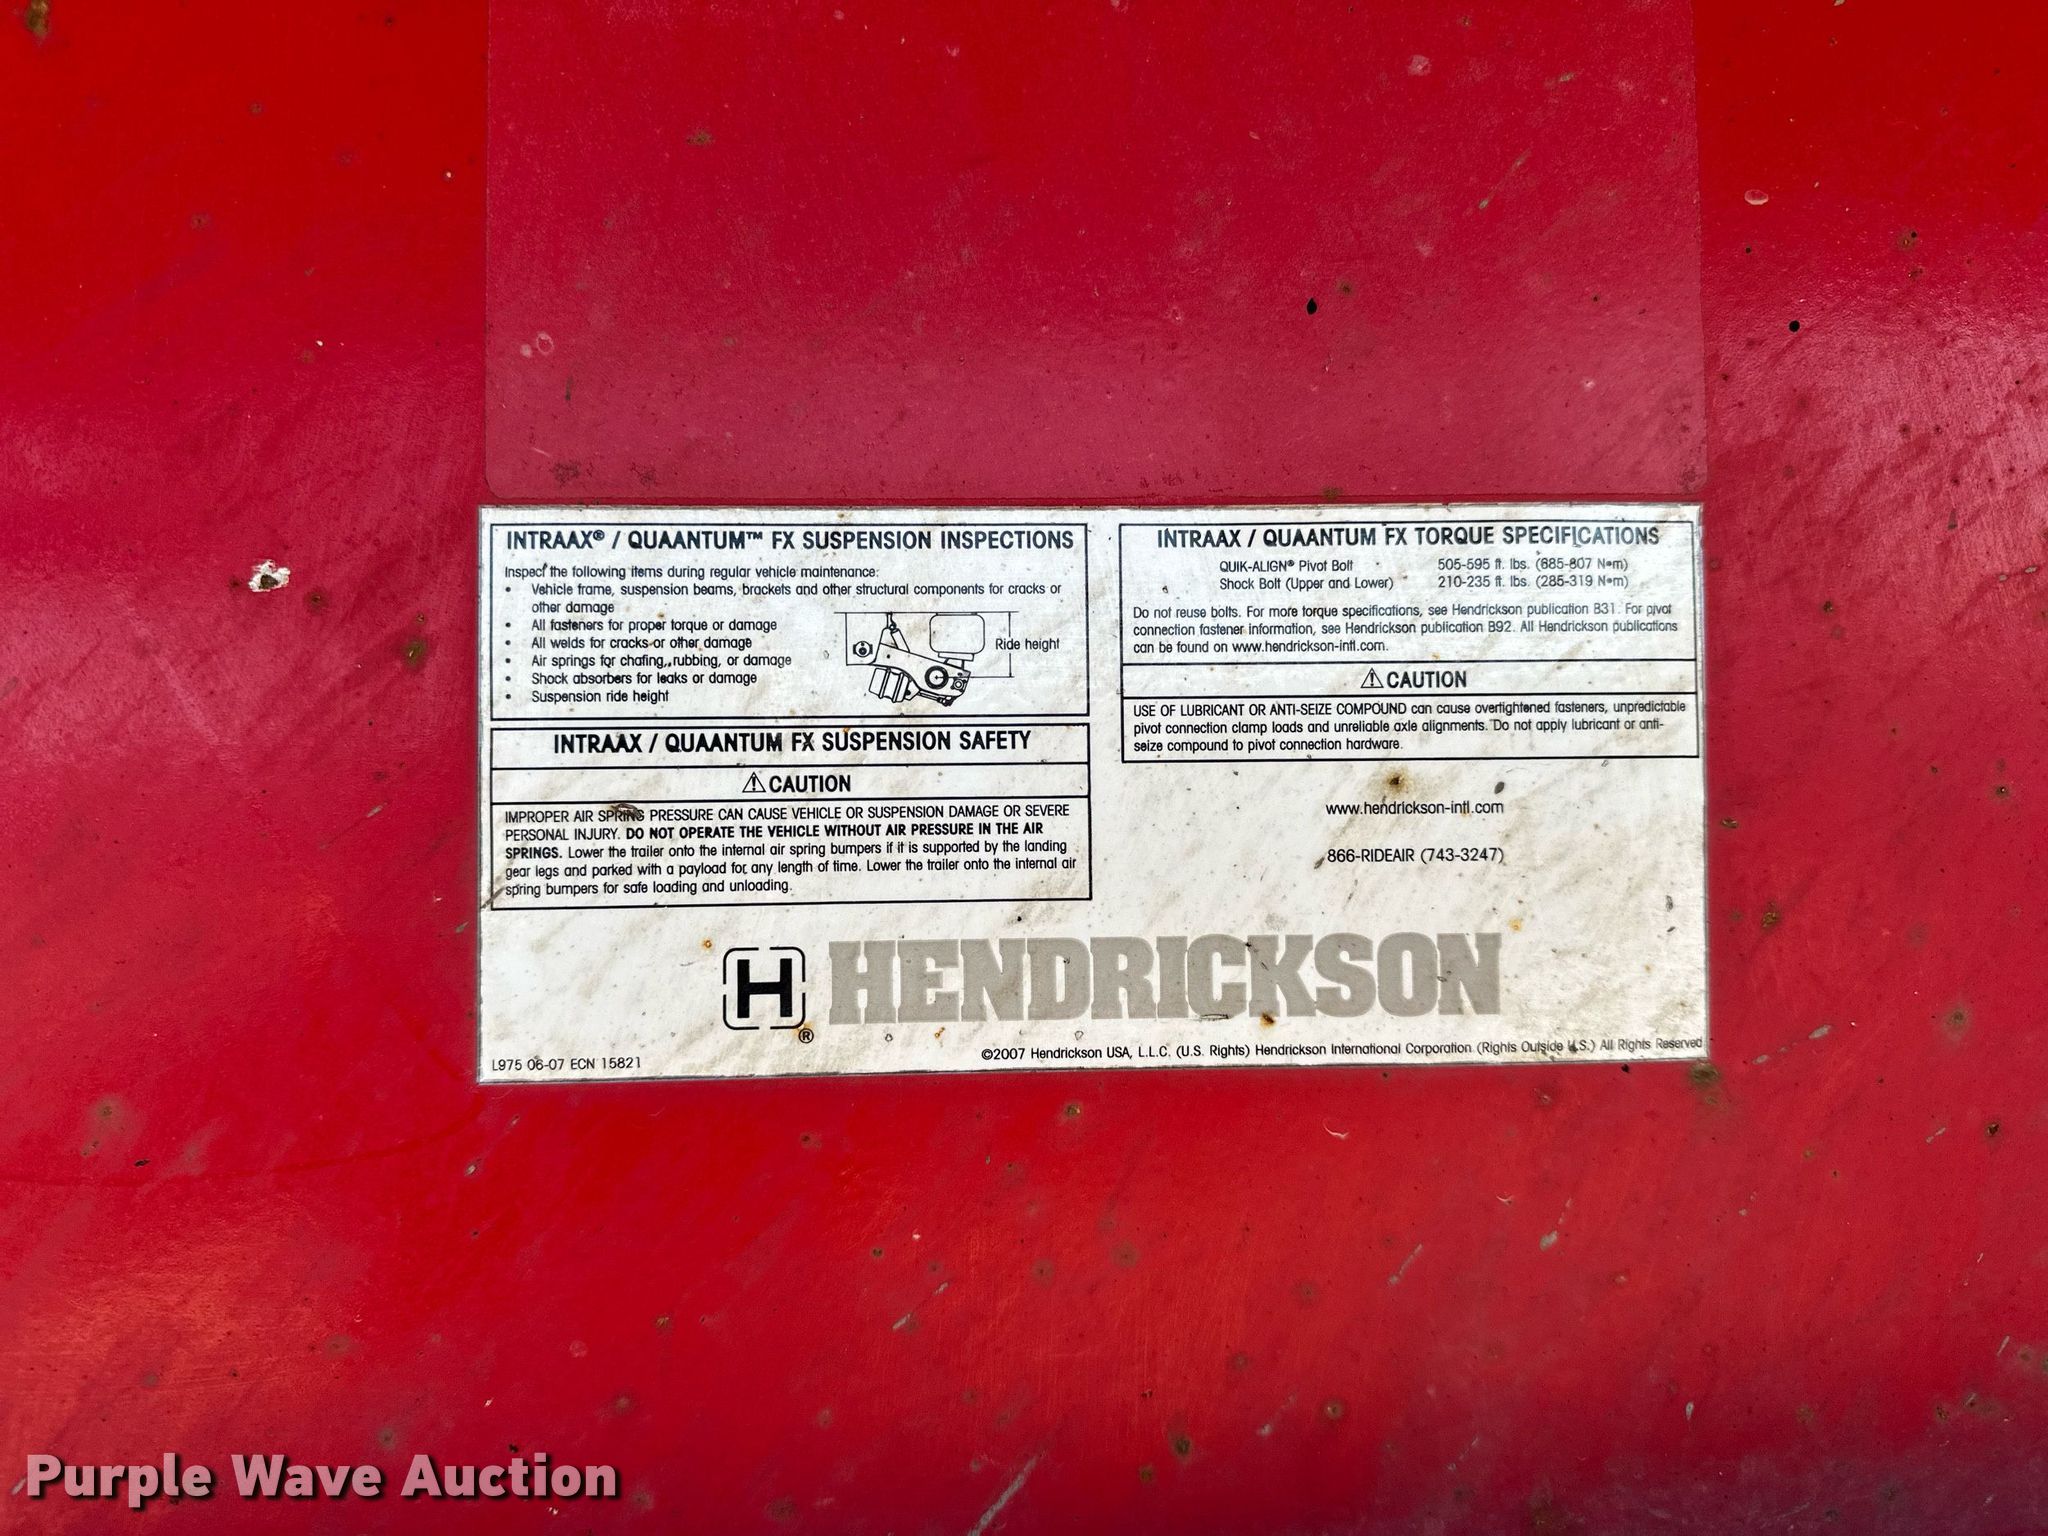 INTRAAX® / QUAANTUM™ FX SUSPENSION INSPECTIONS
Inspect the following items during regular vehicle maintenance:
• Vehicle frame, suspension beams, brackets and other structural components for cracks or
other damage
• All fasteners for proper torque or damage
• All welds for cracks or other damage
• Air springs for chafing, rubbing, or damage
• Shock absorbers for leaks or damage
• Suspension ride height
Ride height
INTRAAX / QUAANTUM FX SUSPENSION SAFETY
⚠ CAUTION
IMPROPER AIR SPRING PRESSURE CAN CAUSE VEHICLE OR SUSPENSION DAMAGE OR SEVERE
PERSONAL INJURY. DO NOT OPERATE THE VEHICLE WITHOUT AIR PRESSURE IN THE AIR
SPRINGS. Lower the trailer onto the internal air spring bumpers if it is supported by the landing
gear legs and parked with a payload for any length of time. Lower the trailer onto the internal air
spring bumpers for safe loading and unloading.
INTRAAX / QUAANTUM FX TORQUE SPECIFICATIONS
QUIK-ALIGN® Pivot Bolt 505-595 ft. lbs. (685-807 N•m)
Shock Bolt (Upper and Lower) 210-235 ft. lbs. (285-319 N•m)
Do not reuse bolts. For more torque specifications, see Hendrickson publication B31. For pivot
connection fastener information, see Hendrickson publication B92. All Hendrickson publications
can be found on www.hendrickson-intl.com.
⚠ CAUTION
USE OF LUBRICANT OR ANTI-SEIZE COMPOUND can cause overtightened fasteners, unpredictable
pivot connection clamp loads and unreliable axle alignments. Do not apply lubricant or anti-
seize compound to pivot connection hardware.
www.hendrickson-intl.com
866-RIDEAIR (743-3247)
H® HENDRICKSON
L975 06-07 ECN 15821
©2007 Hendrickson USA, L.L.C. (U.S. Rights) Hendrickson International Corporation (Rights Outside U.S.) All Rights Reserved
Purple Wave Auction